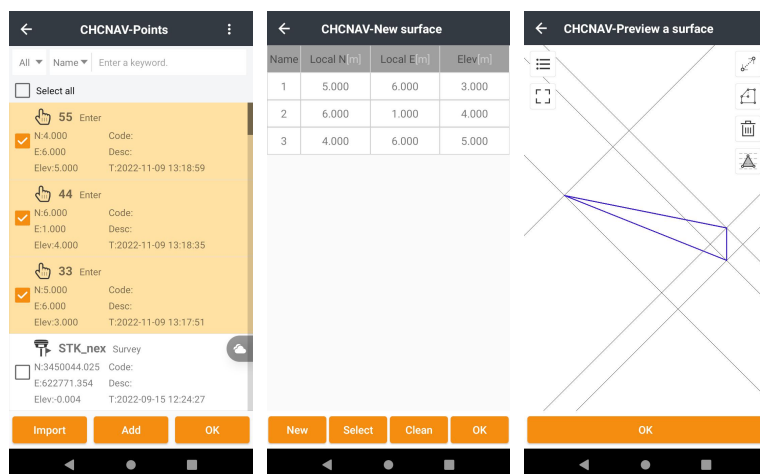 CHCNAV-Points
All Name Enter a keyword.
Select all
55 Enter
N:4.000 Code:
E:6.000 Desc:
Elev:5.000 T:2022-11-09 13:18:59
44 Enter
N:6.000 Code:
E:1.000 Desc:
Elev:4.000 T:2022-11-09 13:18:35
33 Enter
N:5.000 Code:
E:6.000 Desc:
Elev:3.000 T:2022-11-09 13:17:51
STK_nex Survey
N:3450044.025 Code:
E:622771.354 Desc:
Elev:-0.004 T:2022-09-15 12:24:27
Import Add OK
CHCNAV-New surface
Name Local N[m] Local E[m] Elev[m]
1 5.000 6.000 3.000
2 6.000 1.000 4.000
3 4.000 6.000 5.000
New Select Clean OK
CHCNAV-Preview a surface
OK